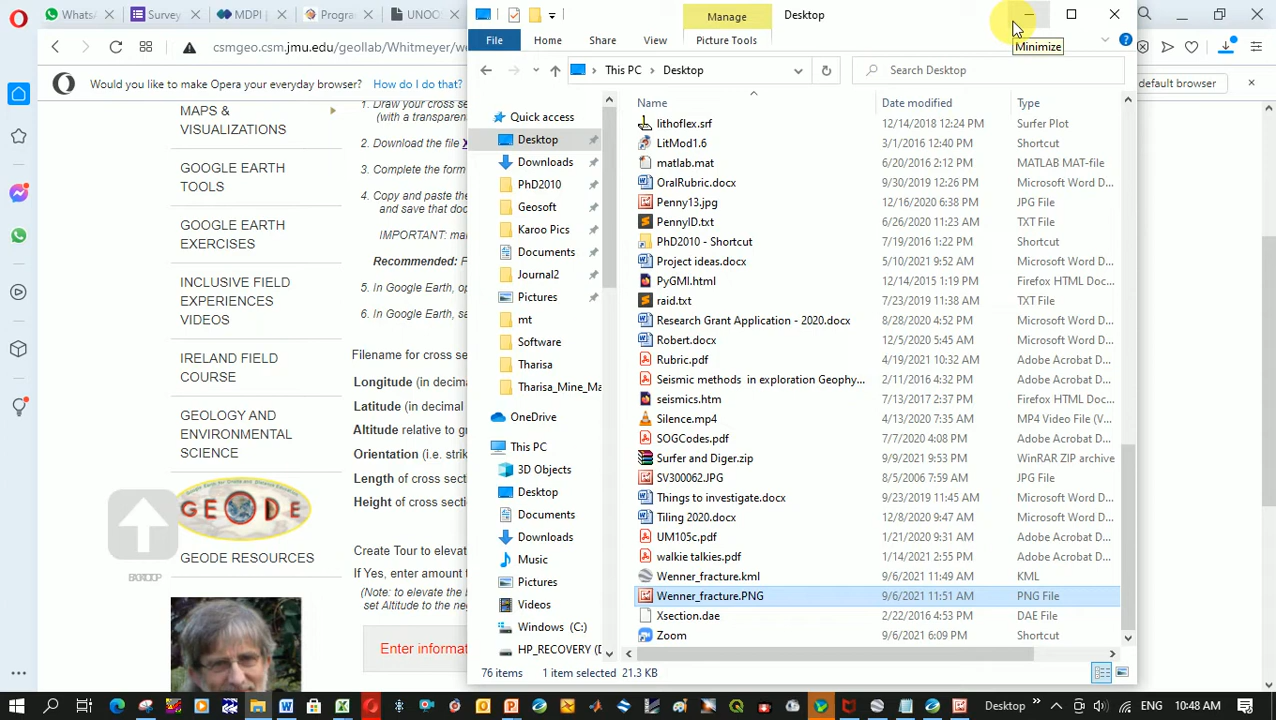 WhatsA
Survey
MDPI |
Progra
UNOO
Manage
Desktop
File
Home
Share
View
Picture Tools
Minimize
csmgeo.csm.jmu.edu/geollab/Whitmeyer/we
This PC
Desktop
Search Desktop
Would you like to make Opera your everyday browser?
How do I do that?
default browser
MAPS &
VISUALIZATIONS
GOOGLE EARTH
TOOLS
GOOGLE EARTH
EXERCISES
INCLUSIVE FIELD
EXPERIENCES
VIDEOS
IRELAND FIELD
COURSE
GEOLOGY AND
ENVIRONMENTAL
SCIENCE
GEODE
GEODE RESOURCES
1. Draw your cross se
(with a transparen
2. Download the file X
3. Complete the form
4. Copy and paste the
and save that doc
IMPORTANT: ma
Recommended: F
5. In Google Earth, op
6. In Google Earth, sa
Filename for cross se
Longitude (in decima
Latitude (in decimal
Altitude relative to gr
Orientation (i.e. strik
Length of cross secti
Height of cross secti
Create Tour to elevat
If Yes, enter amount t
(Note: to elevate the b
set Altitude to the neg
Enter informati
Quick access
Desktop
Downloads
PhD2010
Geosoft
Karoo Pics
Documents
Journal2
Pictures
mt
Software
Tharisa
Tharisa_Mine_Ma
OneDrive
This PC
3D Objects
Desktop
Documents
Downloads
Music
Pictures
Videos
Windows (C:)
HP_RECOVERY (D
Name Date modified Type
lithoflex.srf 12/14/2018 12:24 PM Surfer Plot
LitMod1.6 3/1/2016 12:40 PM Shortcut
matlab.mat 6/20/2016 2:12 PM MATLAB MAT-file
OralRubric.docx 9/30/2019 12:26 PM Microsoft Word D...
Penny13.jpg 12/16/2020 6:38 PM JPG File
PennyID.txt 6/26/2020 11:23 AM TXT File
PhD2010 - Shortcut 7/19/2016 1:22 PM Shortcut
Project ideas.docx 5/10/2021 9:52 AM Microsoft Word D...
PyGMI.html 12/14/2015 1:19 PM Firefox HTML Doc...
raid.txt 7/23/2019 11:38 AM TXT File
Research Grant Application - 2020.docx 8/28/2020 4:52 PM Microsoft Word D...
Robert.docx 12/5/2020 5:45 AM Microsoft Word D...
Rubric.pdf 4/19/2021 10:32 AM Adobe Acrobat D...
Seismic methods in exploration Geophy... 2/11/2016 4:32 PM Adobe Acrobat D...
seismics.htm 7/13/2017 2:37 PM Firefox HTML Doc...
Silence.mp4 4/13/2020 7:35 AM MP4 Video File (V...
SOGCodes.pdf 7/7/2020 4:08 PM Adobe Acrobat D...
Surfer and Diger.zip 9/9/2021 9:53 PM WinRAR ZIP archive
SV300062.JPG 8/5/2006 7:59 AM JPG File
Things to investigate.docx 9/23/2019 11:45 AM Microsoft Word D...
Tiling 2020.docx 12/8/2020 9:47 AM Microsoft Word D...
UM105c.pdf 1/21/2020 9:31 AM Adobe Acrobat D...
walkie talkies.pdf 1/14/2021 2:55 PM Adobe Acrobat D...
Wenner_fracture.kml 9/6/2021 11:49 AM KML
Wenner_fracture.PNG 9/6/2021 11:51 AM PNG File
Xsection.dae 2/22/2016 4:53 PM DAE File
Zoom 9/6/2021 6:09 PM Shortcut
76 items 1 item selected 21.3 KB
Desktop
ENG
10:48 AM